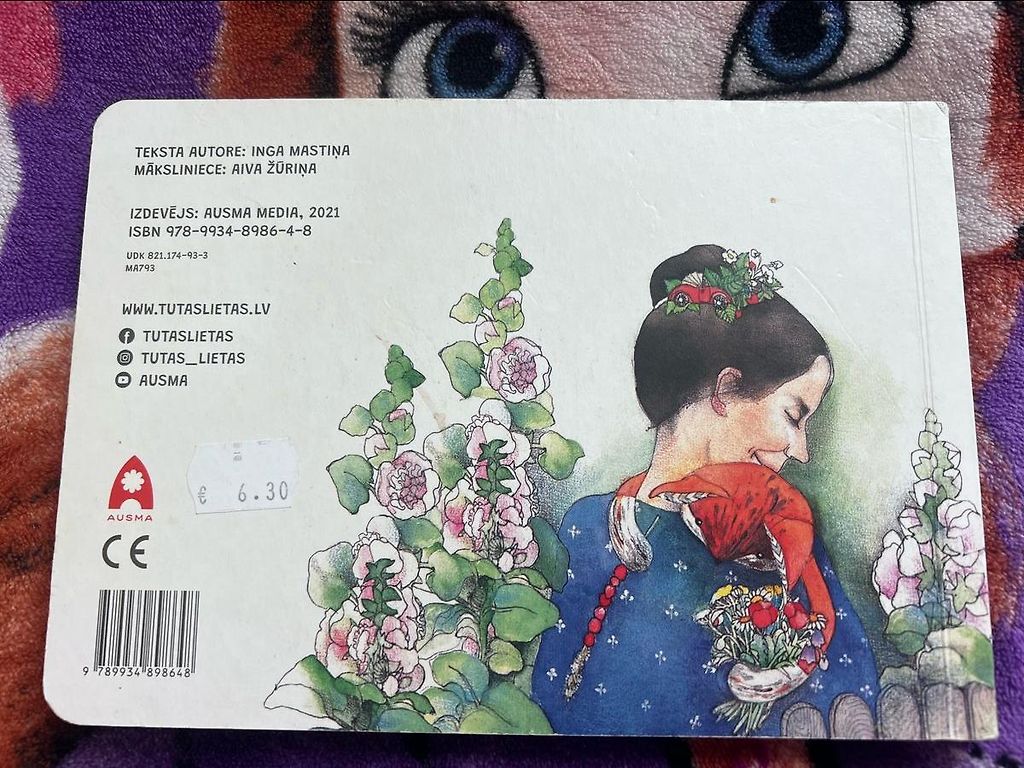 TEKSTA AUTORE: INGA MASTIŅA
MĀKSLINIECE: AIVA ŽŪRIŅA
IZDEVĒJS: AUSMA MEDIA, 2021
ISBN 978-9934-8986-4-8
UDK 821.174-93-3
MA793
WWW.TUTASLIETAS.LV
TUTASLIETAS
TUTAS_LIETAS
AUSMA
€ 6.30
AUSMA
CE
9 789934 898648